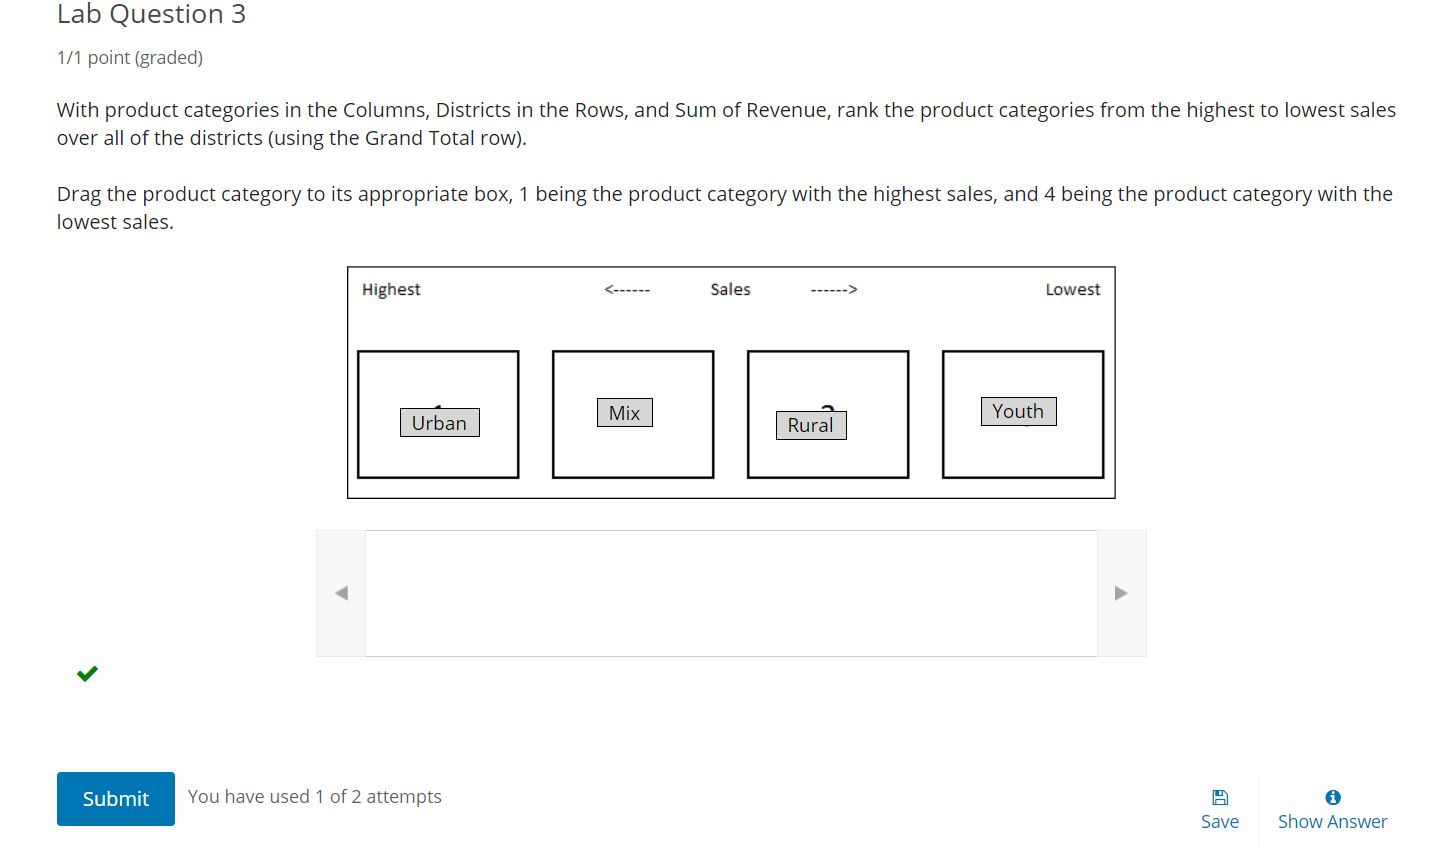 Lab Question 3
1/1 point (graded)
With product categories in the Columns, Districts in the Rows, and Sum of Revenue, rank the product categories from the highest to lowest sales
over all of the districts (using the Grand Total row).
Drag the product category to its appropriate box, 1 being the product category with the highest sales, and 4 being the product category with the
lowest sales.
Highest <------ Sales ------> Lowest
Urban Mix Rural Youth
Submit You have used 1 of 2 attempts
Save Show Answer